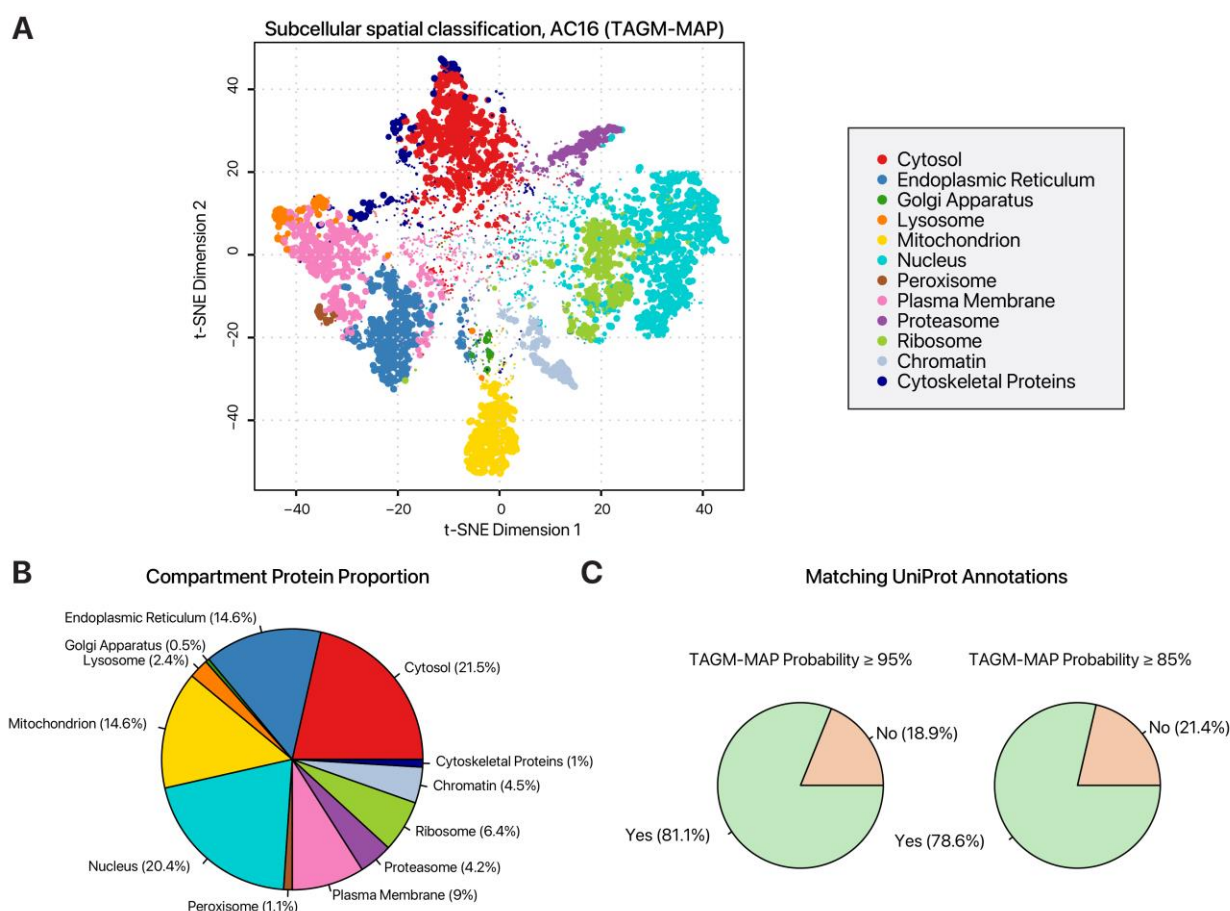 A
Subcellular spatial classification, AC16 (TAGM-MAP)
t-SNE Dimension 2
40
20
0
−20
−40
−40
−20
0
20
40
t-SNE Dimension 1
Cytosol
Endoplasmic Reticulum
Golgi Apparatus
Lysosome
Mitochondrion
Nucleus
Peroxisome
Plasma Membrane
Proteasome
Ribosome
Chromatin
Cytoskeletal Proteins
B
Compartment Protein Proportion
Endoplasmic Reticulum (14.6%)
Golgi Apparatus (0.5%)
Lysosome (2.4%)
Cytosol (21.5%)
Mitochondrion (14.6%)
Cytoskeletal Proteins (1%)
Chromatin (4.5%)
Ribosome (6.4%)
Nucleus (20.4%)
Proteasome (4.2%)
Plasma Membrane (9%)
Peroxisome (1.1%)
C
Matching UniProt Annotations
TAGM-MAP Probability ≥ 95%
No (18.9%)
Yes (81.1%)
TAGM-MAP Probability ≥ 85%
No (21.4%)
Yes (78.6%)